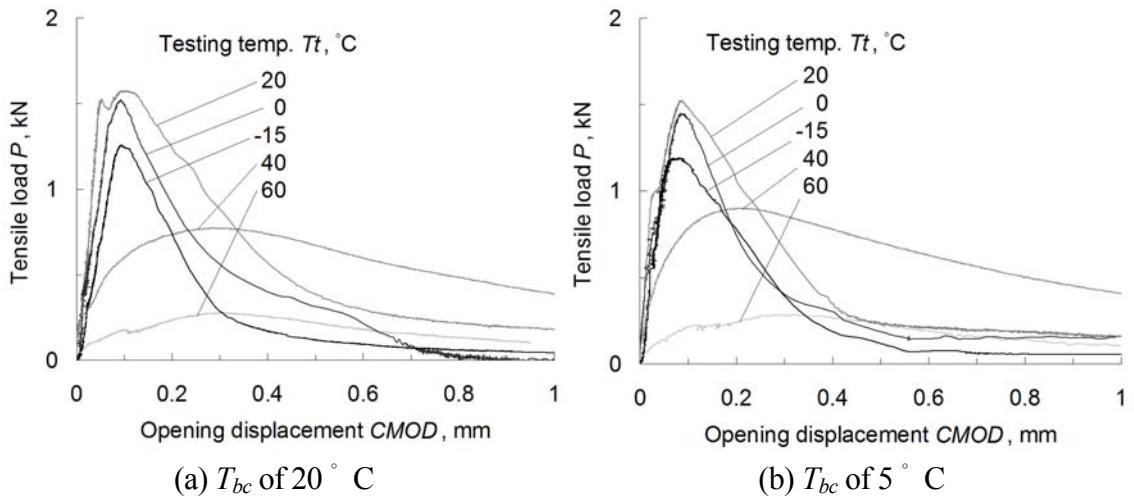 2
Testing temp. Tt, °C
20
0
-15
40
60
1
0
Tensile load P, kN
0 0.2 0.4 0.6 0.8 1
Opening displacement CMOD, mm
(a) Tbc of 20° C
2
Testing temp. Tt, °C
20
0
-15
40
60
1
0
Tensile load P, kN
0 0.2 0.4 0.6 0.8 1
Opening displacement CMOD, mm
(b) Tbc of 5° C